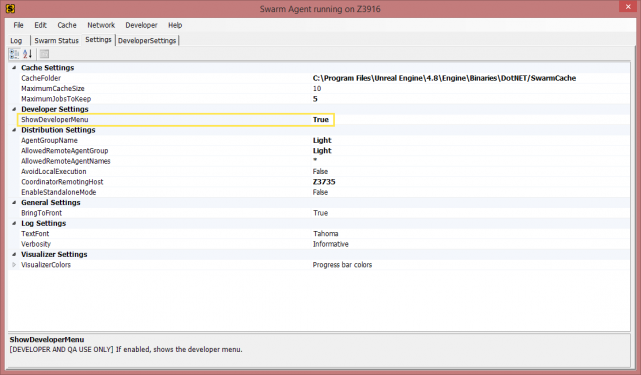 Swarm Agent running on Z3916
File Edit Cache Network Developer Help
Log Swarm Status Settings DeveloperSettings
Cache Settings
CacheFolder C:\Program Files\Unreal Engine\4.8\Engine\Binaries\DotNET/SwarmCache
MaximumCacheSize 10
MaximumJobsToKeep 5
Developer Settings
ShowDeveloperMenu True
Distribution Settings
AgentGroupName Light
AllowedRemoteAgentGroup Light
AllowedRemoteAgentNames *
AvoidLocalExecution False
CoordinatorRemotingHost Z3735
EnableStandaloneMode False
General Settings
BringToFront True
Log Settings
TextFont Tahoma
Verbosity Informative
Visualizer Settings
VisualizerColors Progress bar colors
ShowDeveloperMenu
[DEVELOPER AND QA USE ONLY] If enabled, shows the developer menu.